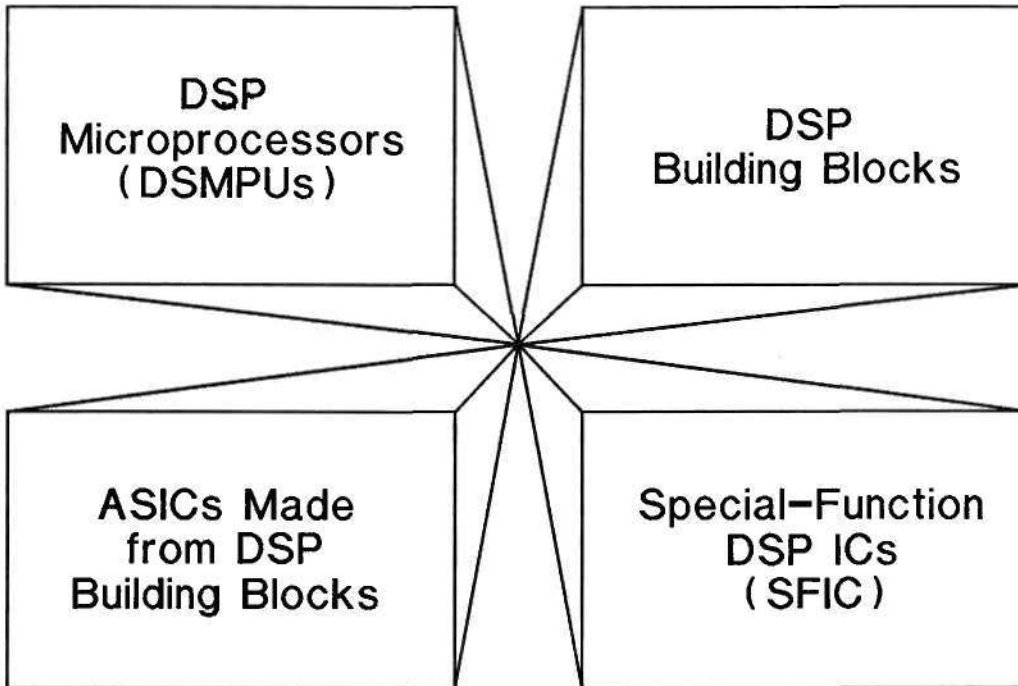 DSP
Microprocessors
(DSMPUs)
DSP
Building Blocks
ASICs Made
from DSP
Building Blocks
Special-Function
DSP ICs
(SFIC)